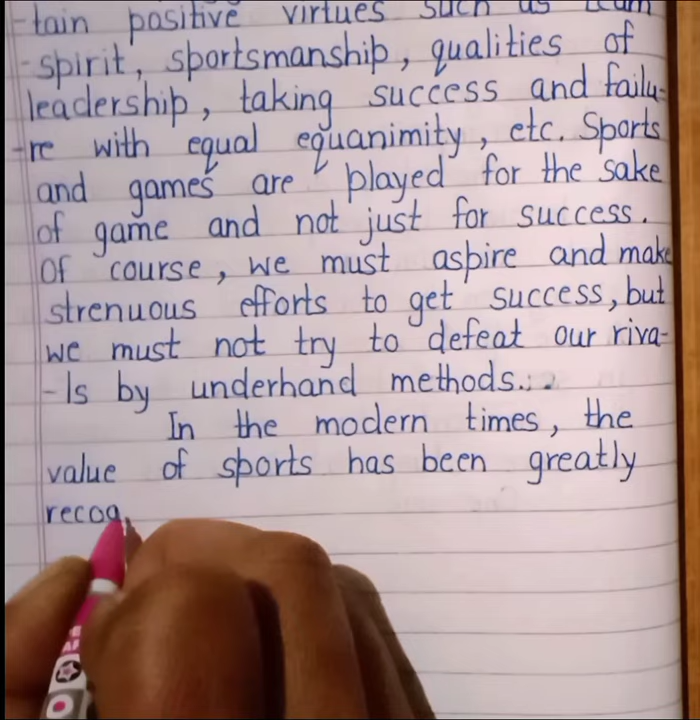 -tain positive virtues such as team
-spirit, sportsmanship, qualities of
leadership, taking success and failu-
-re with equal equanimity, etc. Sports
and games are played for the sake
of game and not just for success.
Of course, we must aspire and make
strenuous efforts to get success, but
we must not try to defeat our riva-
-ls by underhand methods.
In the modern times, the
value of sports has been greatly
recog